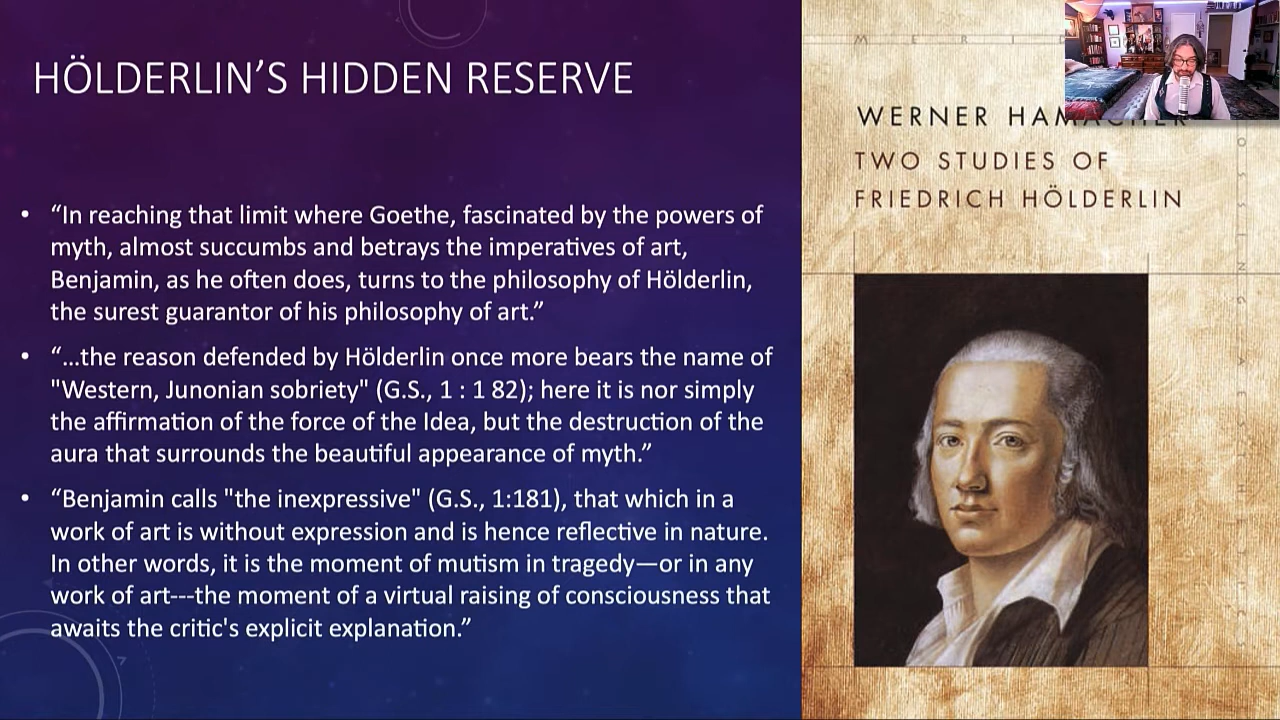 HÖLDERLIN’S HIDDEN RESERVE
• “In reaching that limit where Goethe, fascinated by the powers of
myth, almost succumbs and betrays the imperatives of art,
Benjamin, as he often does, turns to the philosophy of Hölderlin,
the surest guarantor of his philosophy of art.”
• “…the reason defended by Hölderlin once more bears the name of
"Western, Junonian sobriety" (G.S., 1 : 1 82); here it is nor simply
the affirmation of the force of the Idea, but the destruction of the
aura that surrounds the beautiful appearance of myth.”
• “Benjamin calls "the inexpressive" (G.S., 1:181), that which in a
work of art is without expression and is hence reflective in nature.
In other words, it is the moment of mutism in tragedy—or in any
work of art---the moment of a virtual raising of consciousness that
awaits the critic's explicit explanation.”
M E R I D
WERNER HAMACHER
TWO STUDIES OF
FRIEDRICH HÖLDERLIN